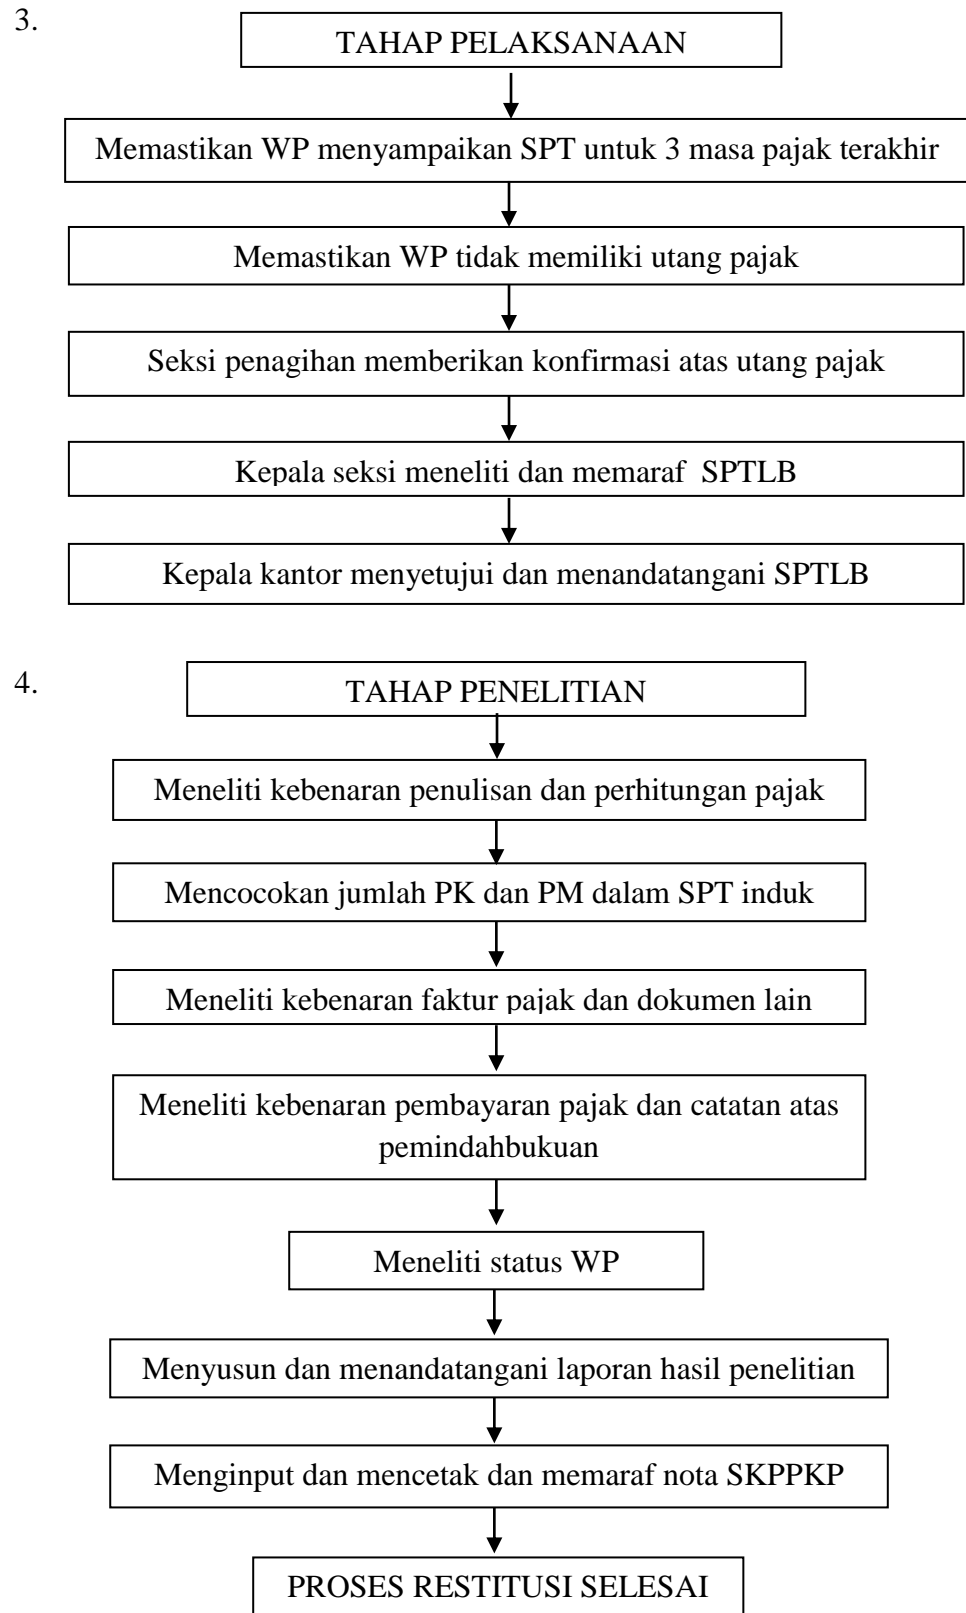 3.
TAHAP PELAKSANAAN
Memastikan WP menyampaikan SPT untuk 3 masa pajak terakhir
Memastikan WP tidak memiliki utang pajak
Seksi penagihan memberikan konfirmasi atas utang pajak
Kepala seksi meneliti dan memaraf SPTLB
Kepala kantor menyetujui dan menandatangani SPTLB
4.
TAHAP PENELITIAN
Meneliti kebenaran penulisan dan perhitungan pajak
Mencocokan jumlah PK dan PM dalam SPT induk
Meneliti kebenaran faktur pajak dan dokumen lain
Meneliti kebenaran pembayaran pajak dan catatan atas
pemindahbukuan
Meneliti status WP
Menyusun dan menandatangani laporan hasil penelitian
Menginput dan mencetak dan memaraf nota SKPPKP
PROSES RESTITUSI SELESAI